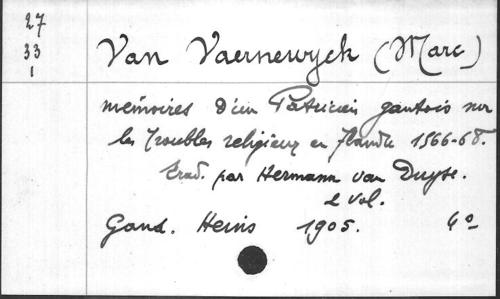 27
33
1
Van Vaernewyck (Marc)
mémoires d'un Patricien gantois sur
les troubles religieux en flandre 1566-68.
Trad. par Hermann van Duyse.
2 vol.
Gand. Heins 1905. 4°